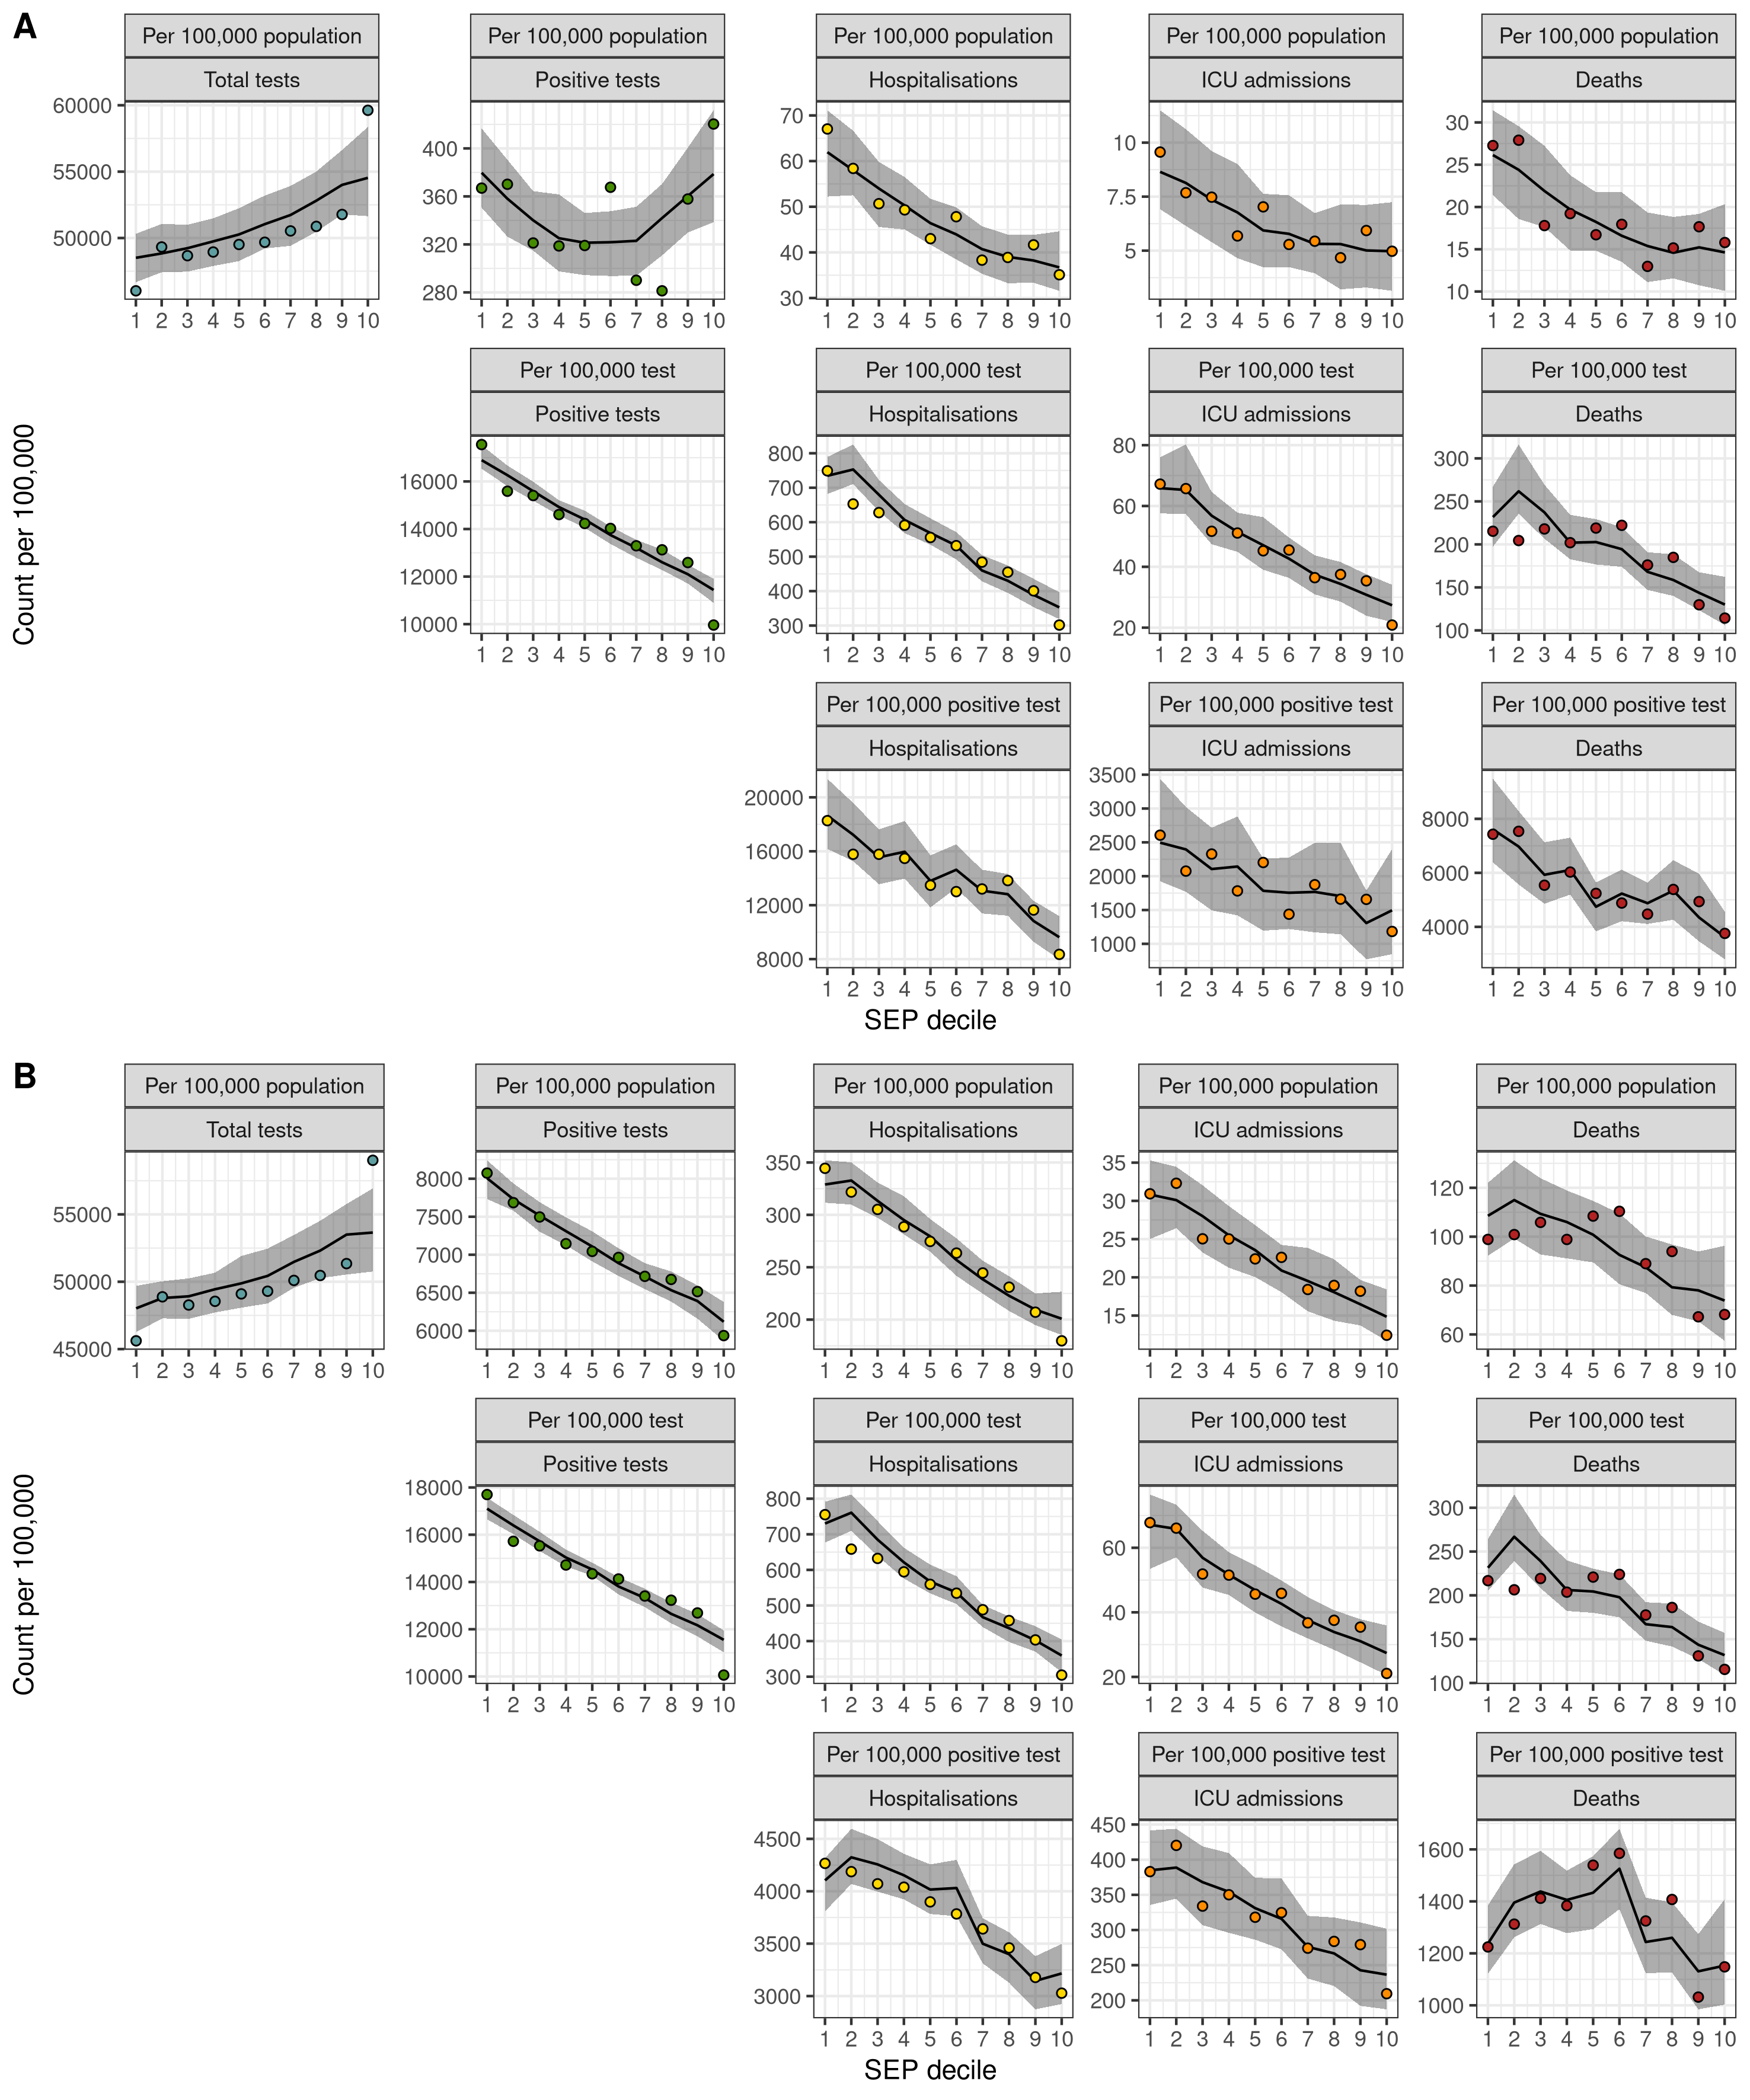 A
Per 100,000 population
Per 100,000 population
Per 100,000 population
Per 100,000 population
Per 100,000 population
Total tests
Positive tests
Hospitalisations
ICU admissions
Deaths
60000
55000
50000
1 2 3 4 5 6 7 8 9 10
400
360
320
280
1 2 3 4 5 6 7 8 9 10
70
60
50
40
30
1 2 3 4 5 6 7 8 9 10
10
7.5
5
1 2 3 4 5 6 7 8 9 10
30
25
20
15
10
1 2 3 4 5 6 7 8 9 10
Count per 100,000
Per 100,000 test
Per 100,000 test
Per 100,000 test
Per 100,000 test
Positive tests
Hospitalisations
ICU admissions
Deaths
16000
14000
12000
10000
1 2 3 4 5 6 7 8 9 10
800
700
600
500
400
300
1 2 3 4 5 6 7 8 9 10
80
60
40
20
1 2 3 4 5 6 7 8 9 10
300
250
200
150
100
1 2 3 4 5 6 7 8 9 10
Per 100,000 positive test
Per 100,000 positive test
Per 100,000 positive test
Hospitalisations
ICU admissions
Deaths
20000
16000
12000
8000
1 2 3 4 5 6 7 8 9 10
3500
3000
2500
2000
1500
1000
1 2 3 4 5 6 7 8 9 10
8000
6000
4000
1 2 3 4 5 6 7 8 9 10
SEP decile
B
Per 100,000 population
Per 100,000 population
Per 100,000 population
Per 100,000 population
Per 100,000 population
Total tests
Positive tests
Hospitalisations
ICU admissions
Deaths
55000
50000
45000
1 2 3 4 5 6 7 8 9 10
8000
7500
7000
6500
6000
1 2 3 4 5 6 7 8 9 10
350
300
250
200
1 2 3 4 5 6 7 8 9 10
35
30
25
20
15
1 2 3 4 5 6 7 8 9 10
120
100
80
60
1 2 3 4 5 6 7 8 9 10
Count per 100,000
Per 100,000 test
Per 100,000 test
Per 100,000 test
Per 100,000 test
Positive tests
Hospitalisations
ICU admissions
Deaths
18000
16000
14000
12000
10000
1 2 3 4 5 6 7 8 9 10
800
700
600
500
400
300
1 2 3 4 5 6 7 8 9 10
60
40
20
1 2 3 4 5 6 7 8 9 10
300
250
200
150
100
1 2 3 4 5 6 7 8 9 10
Per 100,000 positive test
Per 100,000 positive test
Per 100,000 positive test
Hospitalisations
ICU admissions
Deaths
4500
4000
3500
3000
1 2 3 4 5 6 7 8 9 10
450
400
350
300
250
200
1 2 3 4 5 6 7 8 9 10
1600
1400
1200
1000
1 2 3 4 5 6 7 8 9 10
SEP decile